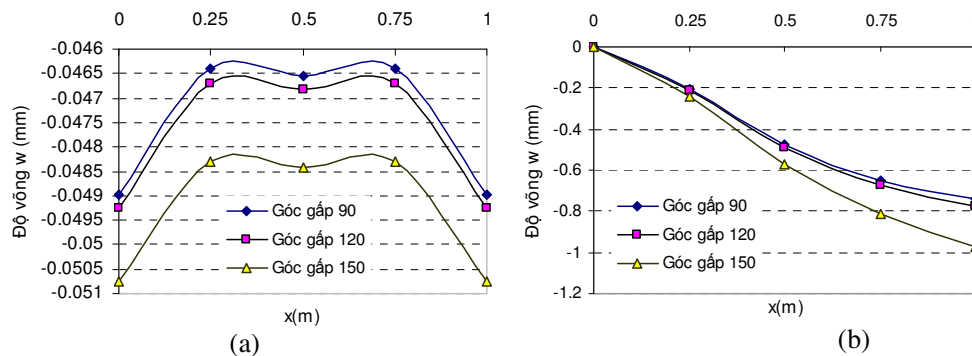 0 0.25 0.5 0.75 1
-0.046
-0.0465
-0.047
-0.0475
-0.048
-0.0485
-0.049
-0.0495
-0.05
-0.0505
-0.051
Độ võng w (mm)
Góc gấp 90
Góc gấp 120
Góc gấp 150
x(m)
(a)
0 0.25 0.5 0.75
0
-0.2
-0.4
-0.6
-0.8
-1
-1.2
Độ võng w (mm)
Góc gấp 90
Góc gấp 120
Góc gấp 150
x(m)
(b)